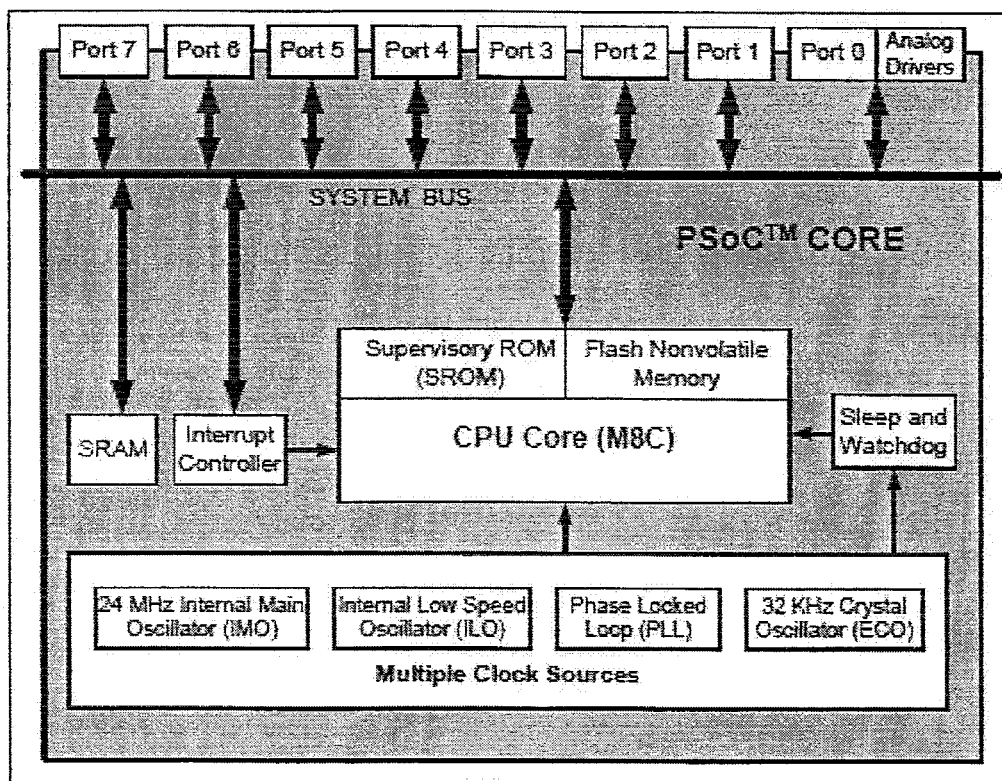 Port 7 Port 6 Port 5 Port 4 Port 3 Port 2 Port 1 Port 0 Analog
Drivers
SYSTEM BUS
PSoC™ CORE
Supervisory ROM
(SROM)
Flash Nonvolatile
Memory
SRAM
Interrupt
Controller
CPU Core (M8C)
Sleep and
Watchdog
24 MHz Internal Main
Oscillator (IMO)
Internal Low Speed
Oscillator (ILO)
Phase Locked
Loop (PLL)
32 KHz Crystal
Oscillator (ECO)
Multiple Clock Sources